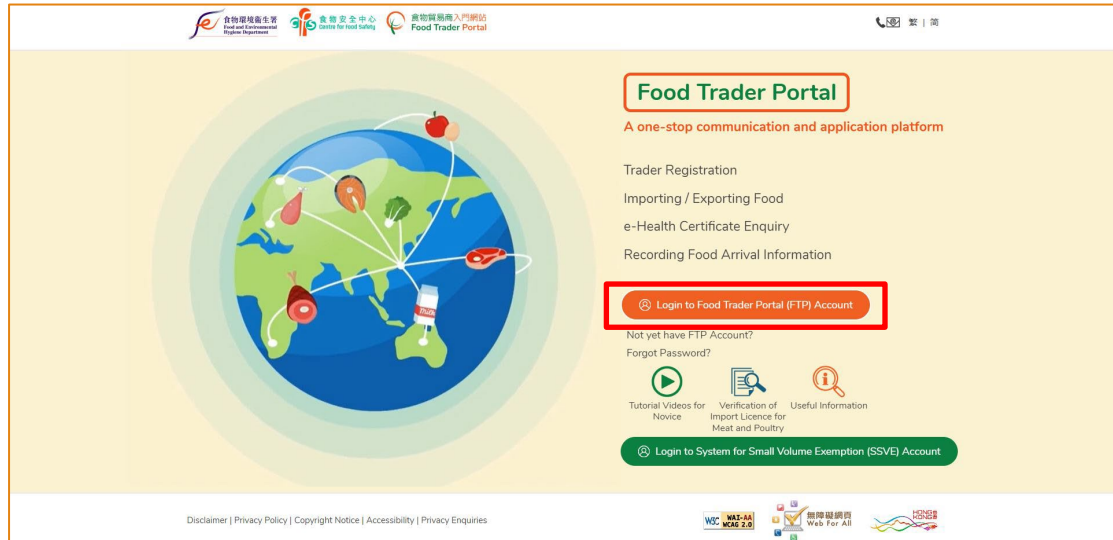 食物環境衞生署
Food and Environmental
Hygiene Department
食物安全中心
Centre for Food Safety
食物貿易商入門網站
Food Trader Portal
繁 | 简
Food Trader Portal
A one-stop communication and application platform
Trader Registration
Importing / Exporting Food
e-Health Certificate Enquiry
Recording Food Arrival Information
Milk
Login to Food Trader Portal (FTP) Account
Not yet have FTP Account?
Forgot Password?
Tutorial Videos for
Novice
Verification of
Import Licence for
Meat and Poultry
Useful Information
Login to System for Small Volume Exemption (SSVE) Account
Disclaimer | Privacy Policy | Copyright Notice | Accessibility | Privacy Enquiries
W3C WAI-AA
WCAG 2.0
無障礙網頁
Web For All
HONG
KONG